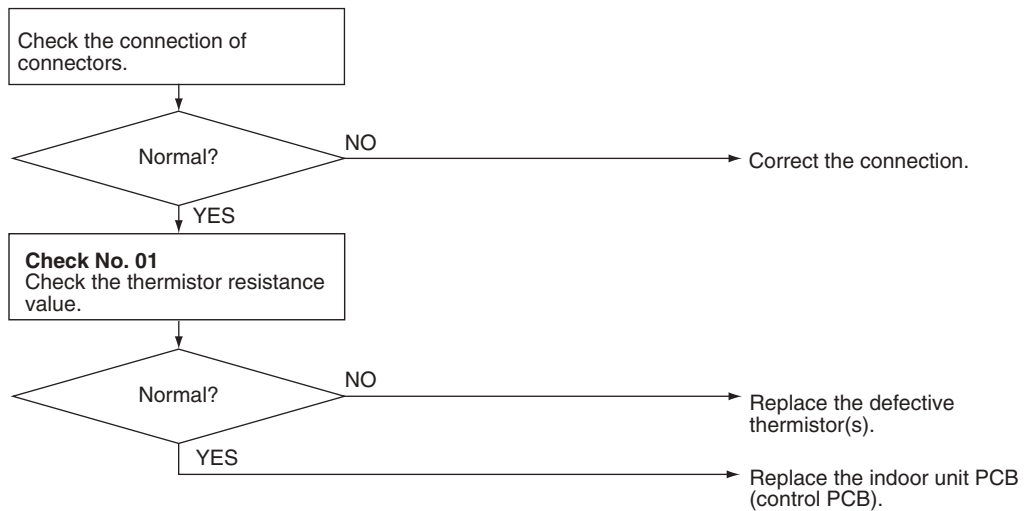 Check the connection of
connectors.
Normal?
NO
Correct the connection.
YES
Check No. 01
Check the thermistor resistance
value.
Normal?
NO
Replace the defective
thermistor(s).
YES
Replace the indoor unit PCB
(control PCB).